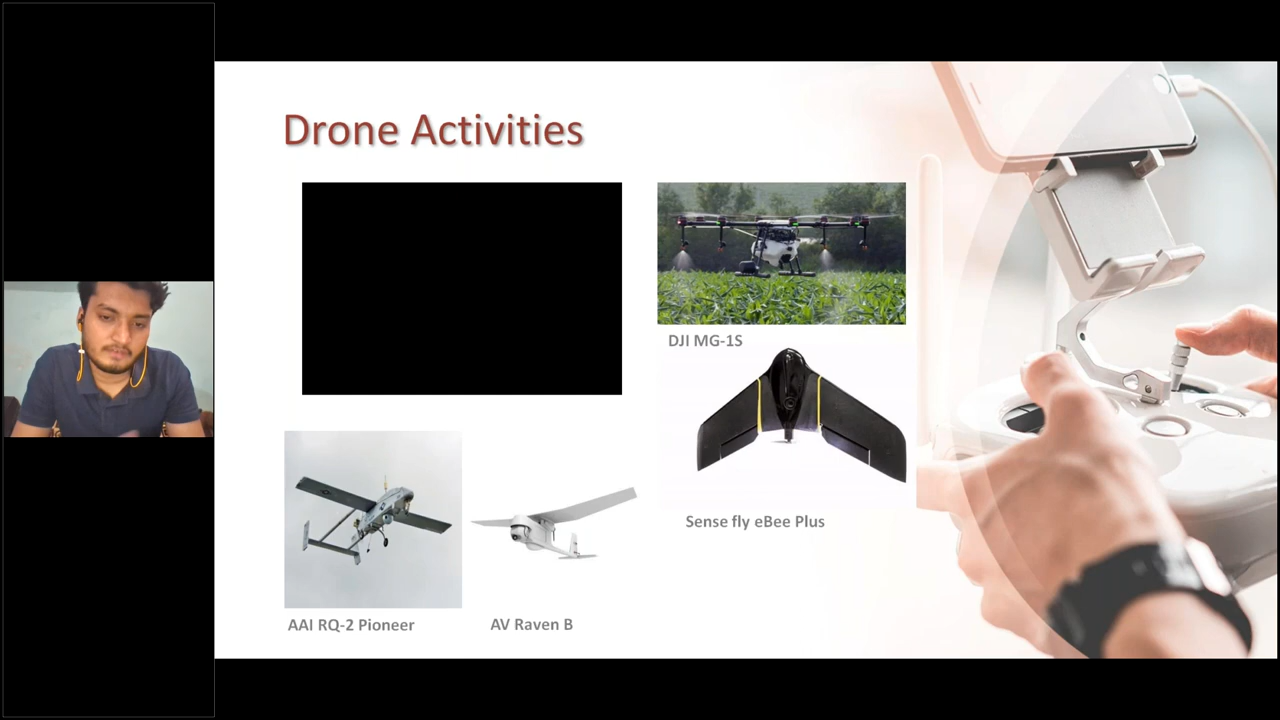 Drone Activities
DJI MG-1S
Sense fly eBee Plus
AAI RQ-2 Pioneer
AV Raven B